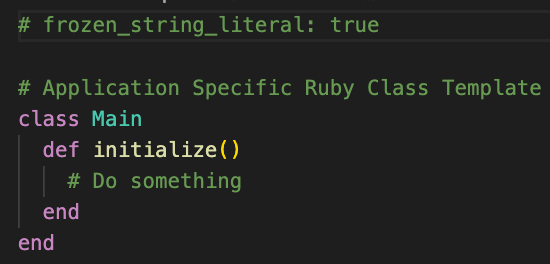 # frozen_string_literal: true
# Application Specific Ruby Class Template
class Main
def initialize()
# Do something
end
end